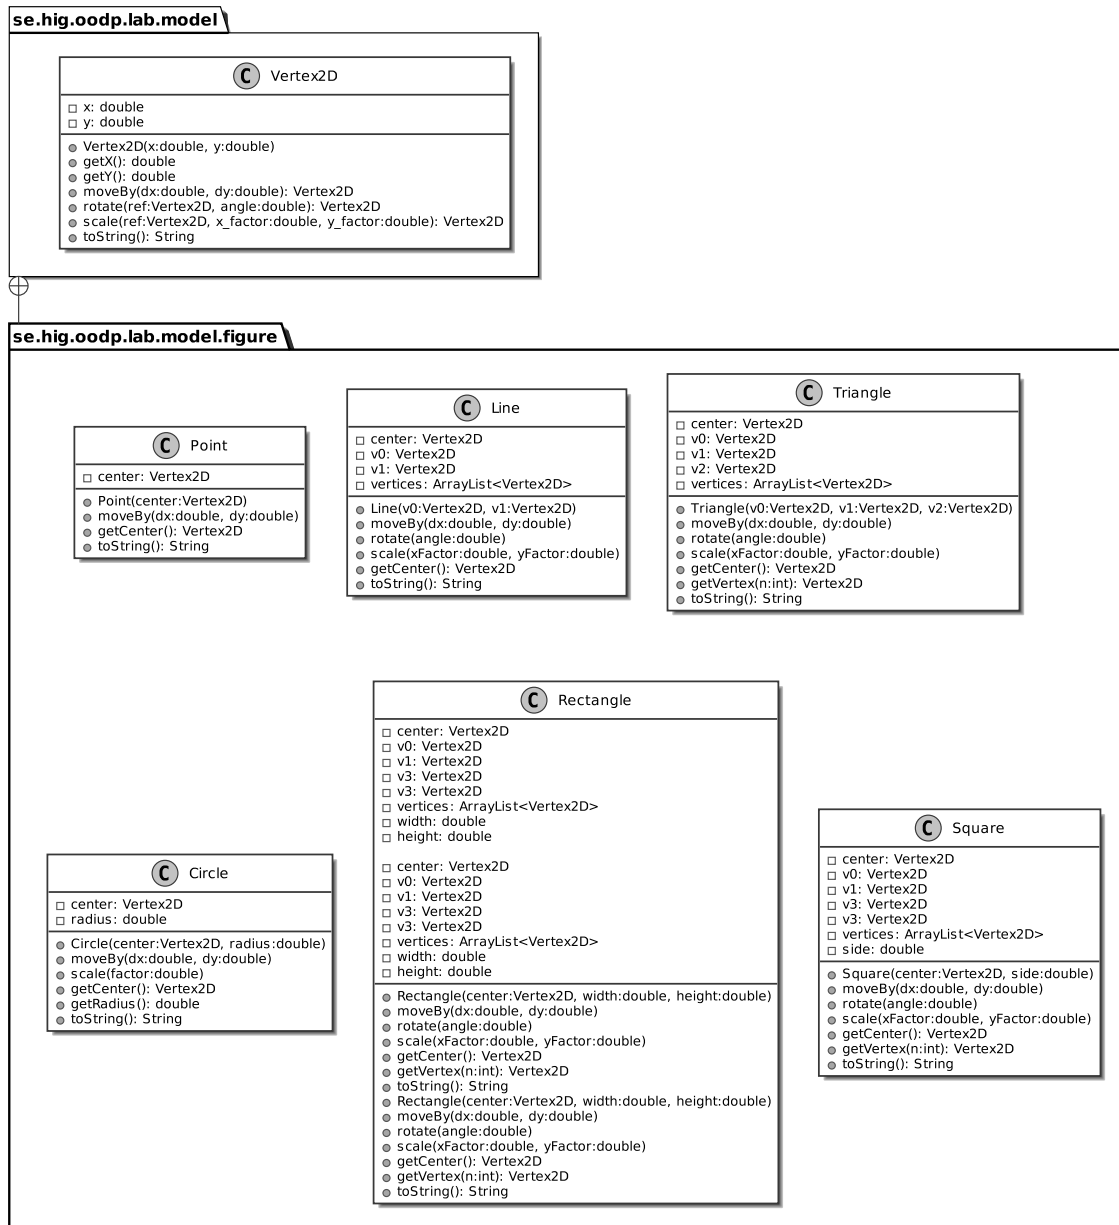 se.hig.oodp.lab.model
C Vertex2D
x: double
y: double
Vertex2D(x:double, y:double)
getX(): double
getY(): double
moveBy(dx:double, dy:double): Vertex2D
rotate(ref:Vertex2D, angle:double): Vertex2D
scale(ref:Vertex2D, x_factor:double, y_factor:double): Vertex2D
toString(): String
se.hig.oodp.lab.model.figure
C Point
center: Vertex2D
Point(center:Vertex2D)
moveBy(dx:double, dy:double)
getCenter(): Vertex2D
toString(): String
C Line
center: Vertex2D
v0: Vertex2D
v1: Vertex2D
vertices: ArrayList<Vertex2D>
Line(v0:Vertex2D, v1:Vertex2D)
moveBy(dx:double, dy:double)
rotate(angle:double)
scale(xFactor:double, yFactor:double)
getCenter(): Vertex2D
toString(): String
C Triangle
center: Vertex2D
v0: Vertex2D
v1: Vertex2D
v2: Vertex2D
vertices: ArrayList<Vertex2D>
Triangle(v0:Vertex2D, v1:Vertex2D, v2:Vertex2D)
moveBy(dx:double, dy:double)
rotate(angle:double)
scale(xFactor:double, yFactor:double)
getCenter(): Vertex2D
getVertex(n:int): Vertex2D
toString(): String
C Circle
center: Vertex2D
radius: double
Circle(center:Vertex2D, radius:double)
moveBy(dx:double, dy:double)
scale(factor:double)
getCenter(): Vertex2D
getRadius(): double
toString(): String
C Rectangle
center: Vertex2D
v0: Vertex2D
v1: Vertex2D
v3: Vertex2D
v3: Vertex2D
vertices: ArrayList<Vertex2D>
width: double
height: double
center: Vertex2D
v0: Vertex2D
v1: Vertex2D
v3: Vertex2D
v3: Vertex2D
vertices: ArrayList<Vertex2D>
width: double
height: double
Rectangle(center:Vertex2D, width:double, height:double)
moveBy(dx:double, dy:double)
rotate(angle:double)
scale(xFactor:double, yFactor:double)
getCenter(): Vertex2D
getVertex(n:int): Vertex2D
toString(): String
Rectangle(center:Vertex2D, width:double, height:double)
moveBy(dx:double, dy:double)
rotate(angle:double)
scale(xFactor:double, yFactor:double)
getCenter(): Vertex2D
getVertex(n:int): Vertex2D
toString(): String
C Square
center: Vertex2D
v0: Vertex2D
v1: Vertex2D
v3: Vertex2D
v3: Vertex2D
vertices: ArrayList<Vertex2D>
side: double
Square(center:Vertex2D, side:double)
moveBy(dx:double, dy:double)
rotate(angle:double)
scale(xFactor:double, yFactor:double)
getCenter(): Vertex2D
getVertex(n:int): Vertex2D
toString(): String